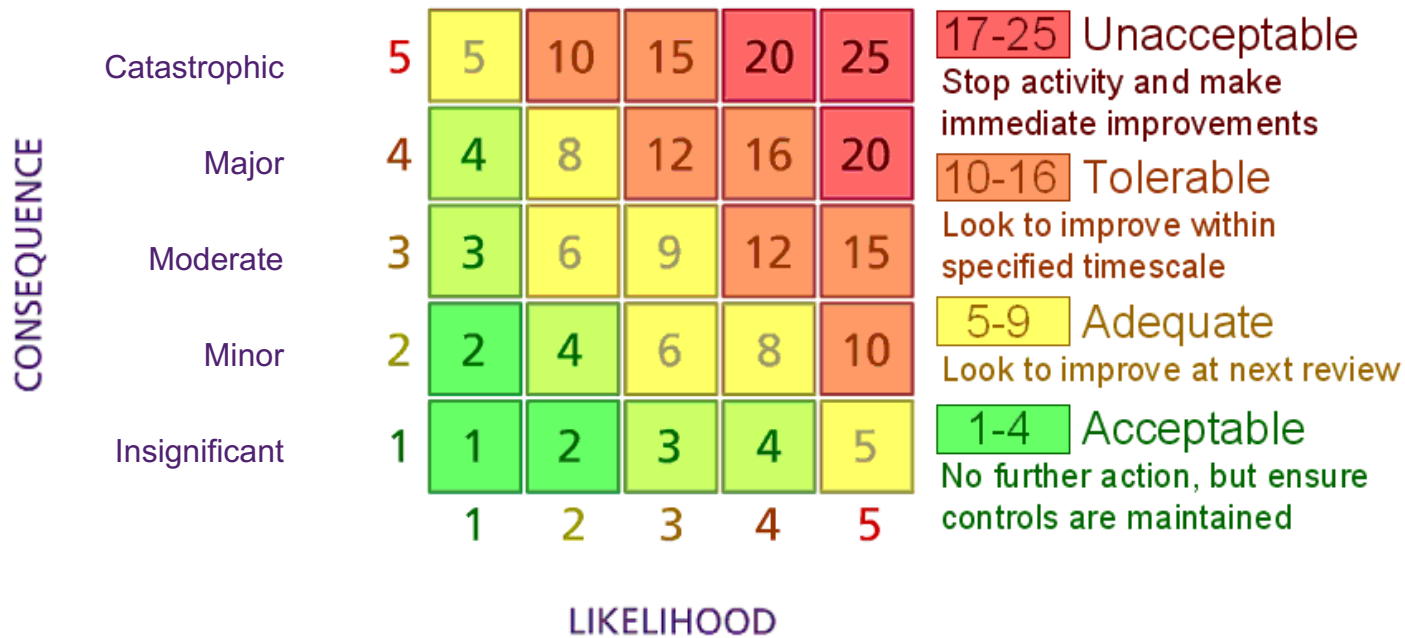 Catastrophic 5 5 10 15 20 25
Major 4 4 8 12 16 20
Moderate 3 3 6 9 12 15
Minor 2 2 4 6 8 10
Insignificant 1 1 2 3 4 5
1 2 3 4 5
CONSEQUENCE
LIKELIHOOD
17-25 Unacceptable
Stop activity and make
immediate improvements
10-16 Tolerable
Look to improve within
specified timescale
5-9 Adequate
Look to improve at next review
1-4 Acceptable
No further action, but ensure
controls are maintained